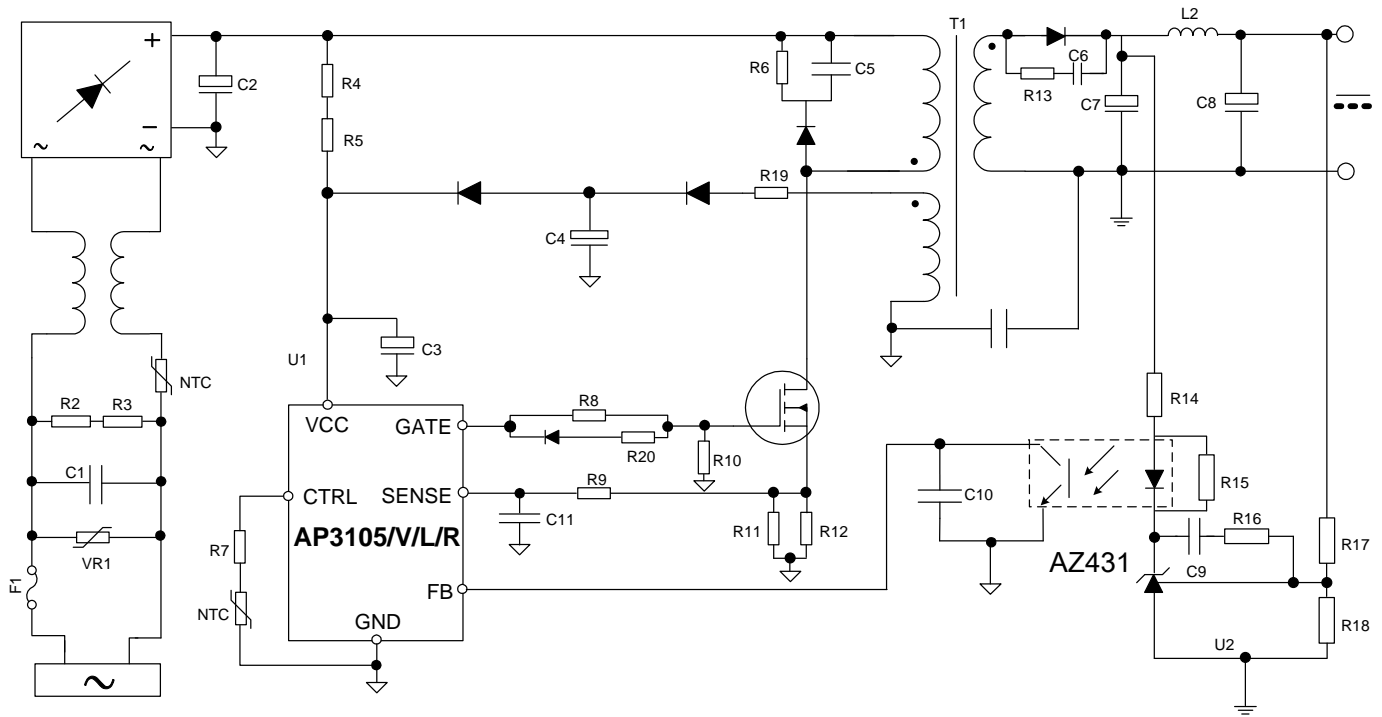 T1
L2
+
C2
R4
R6
C5
C6
R13
C7
C8
−
~
~
R5
R19
C4
U1
C3
NTC
R14
R2
R3
VCC
GATE
R8
R20
R10
C1
CTRL
SENSE
R9
C10
R15
C11
R11
R12
AP3105/V/L/R
R7
VR1
R16
R17
AZ431
C9
F1
NTC
FB
GND
R18
U2
~